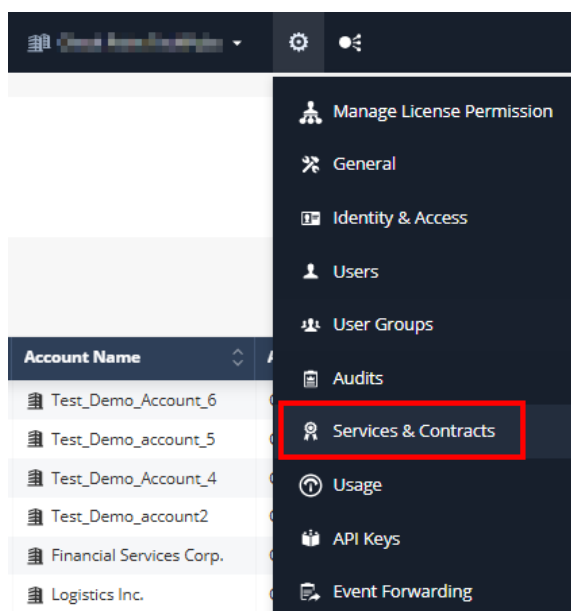 Manage License Permission
General
Identity & Access
Users
User Groups
Audits
Services & Contracts
Usage
API Keys
Event Forwarding
Account Name
Test_Demo_Account_6
Test_Demo_account_5
Test_Demo_Account_4
Test_Demo_account2
Financial Services Corp.
Logistics Inc.